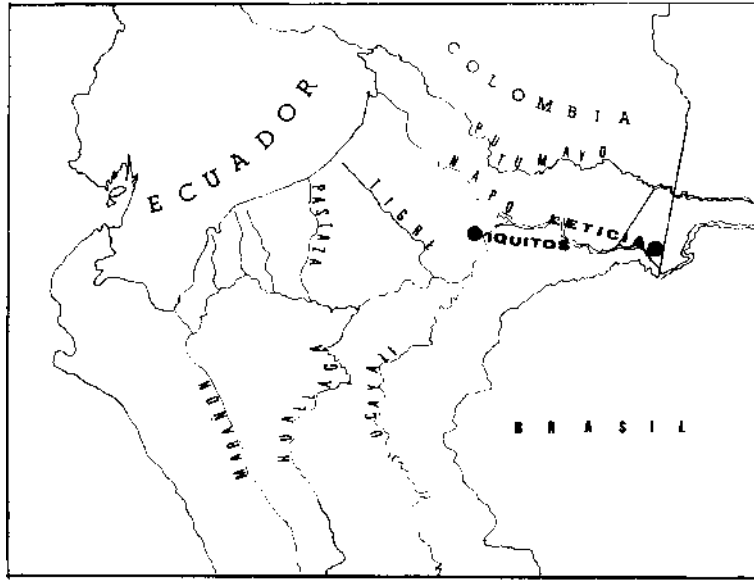 COLOMBIA
ECUADOR
PUTUMAYO
NAPO
TIGRE
PASTAZA
LETICIA
IQUITOS
MARAÑON
HUALLAGA
UCAYALI
BRASIL